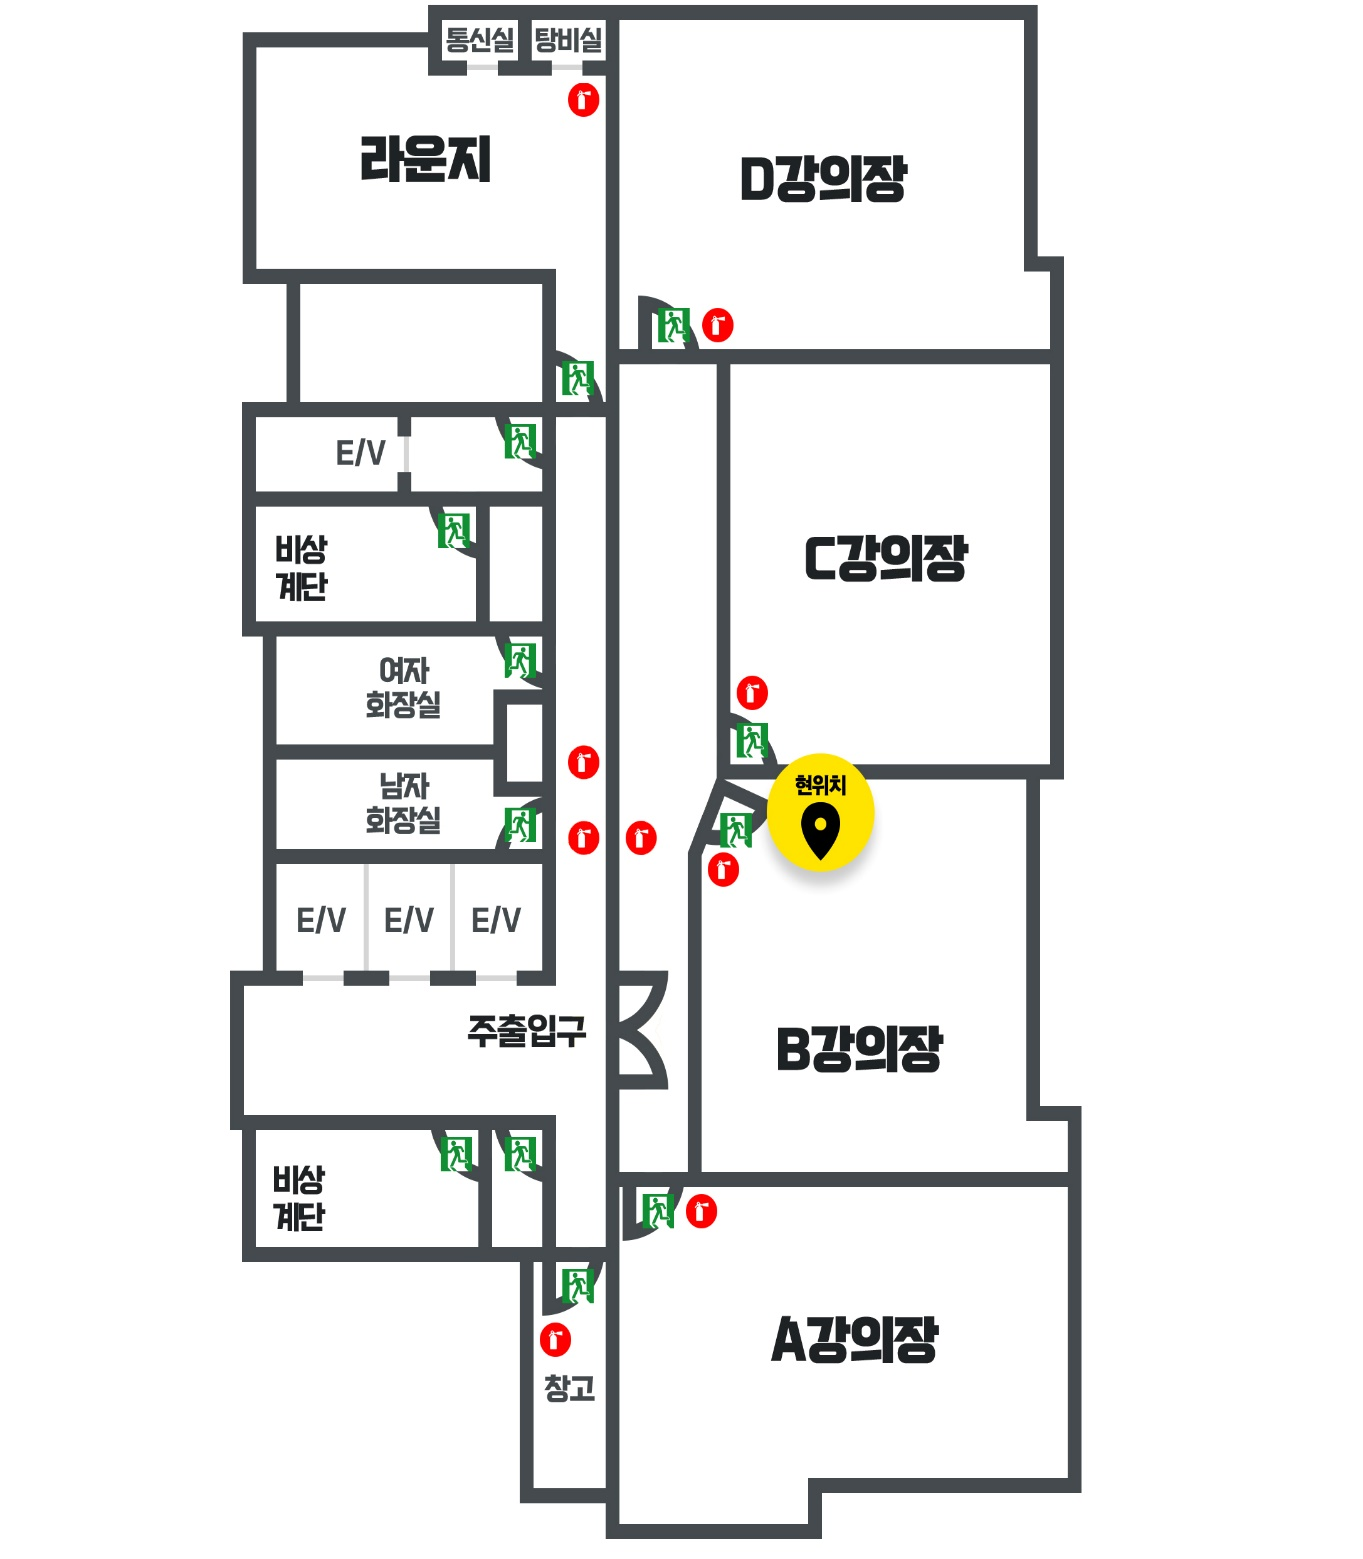 통신실
탕비실
라운지
D강의장
E/V
비상
계단
C강의장
여자
화장실
남자
화장실
현위치
E/V
E/V
E/V
주출입구
B강의장
비상
계단
A강의장
창고